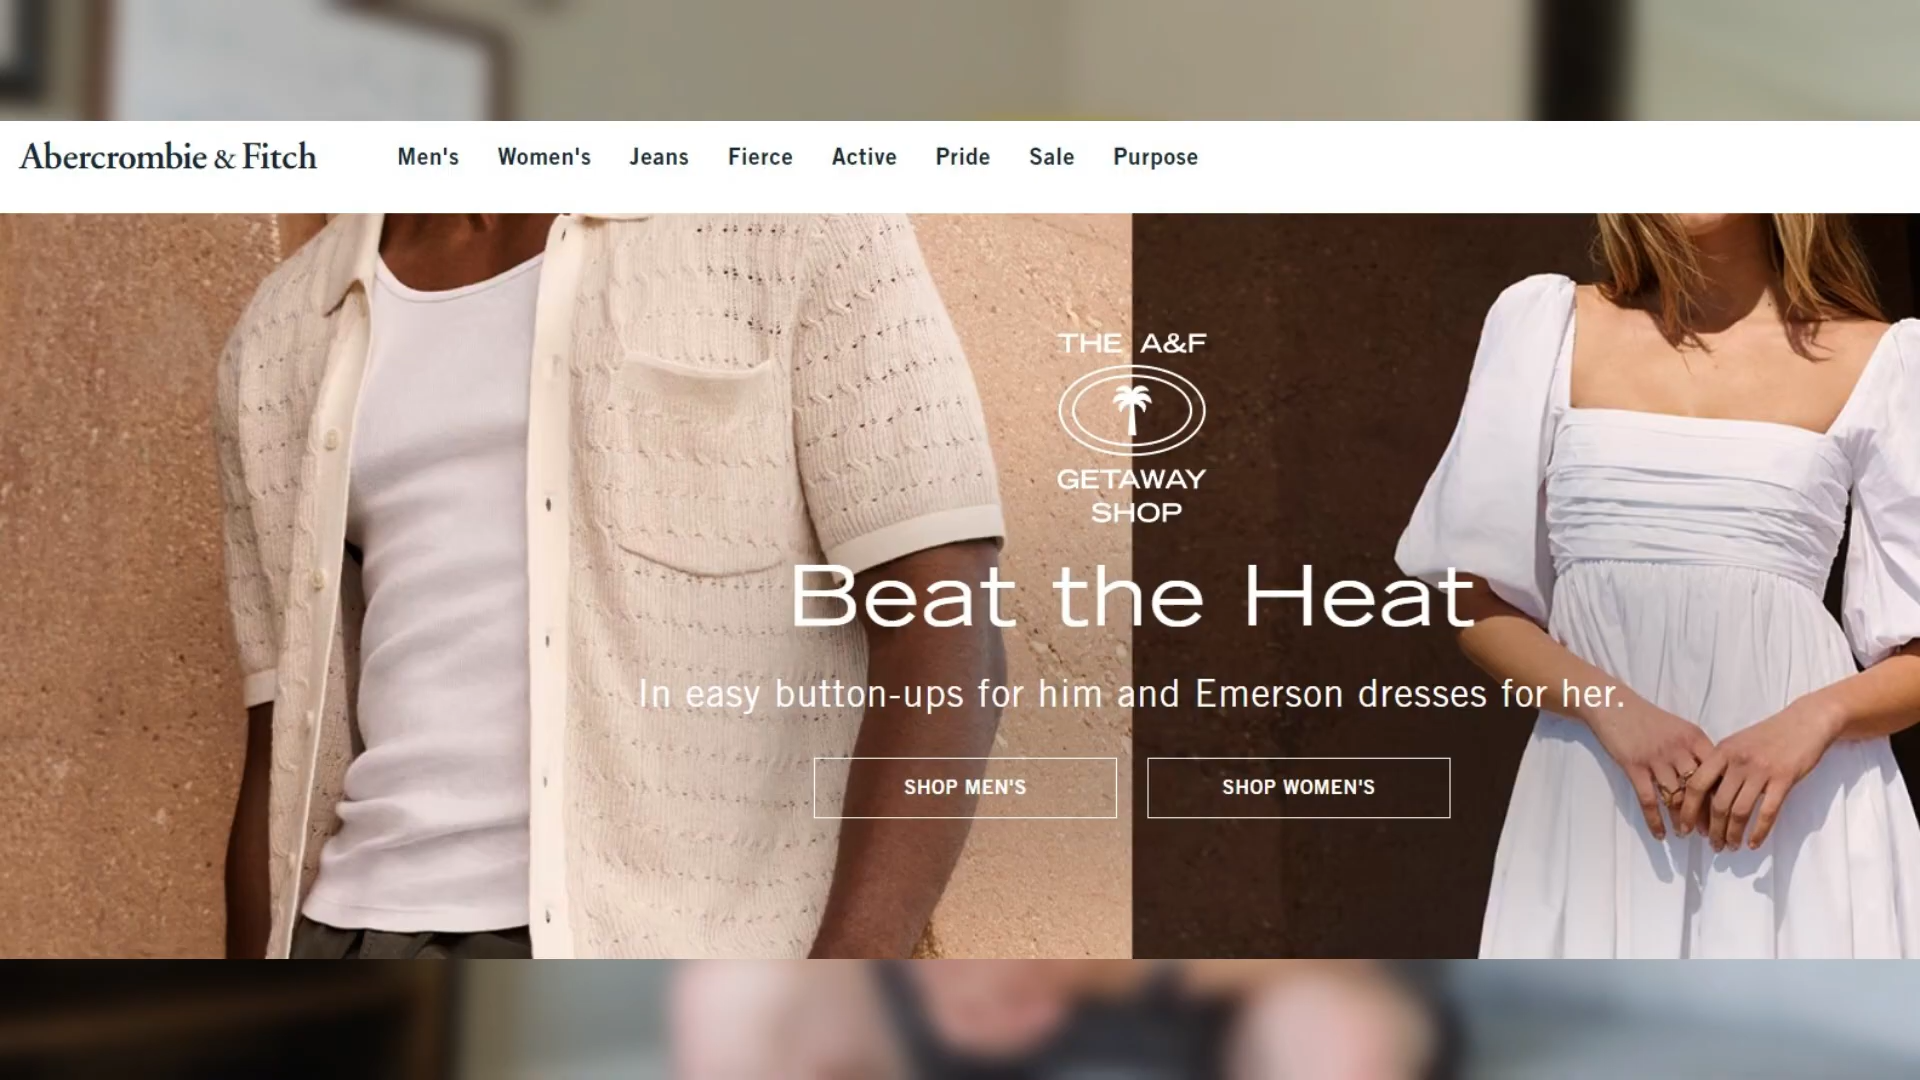 Abercrombie & Fitch
Men's Women's Jeans Fierce Active Pride Sale Purpose
THE A&F
GETAWAY
SHOP
Beat the Heat
In easy button-ups for him and Emerson dresses for her.
SHOP MEN'S
SHOP WOMEN'S